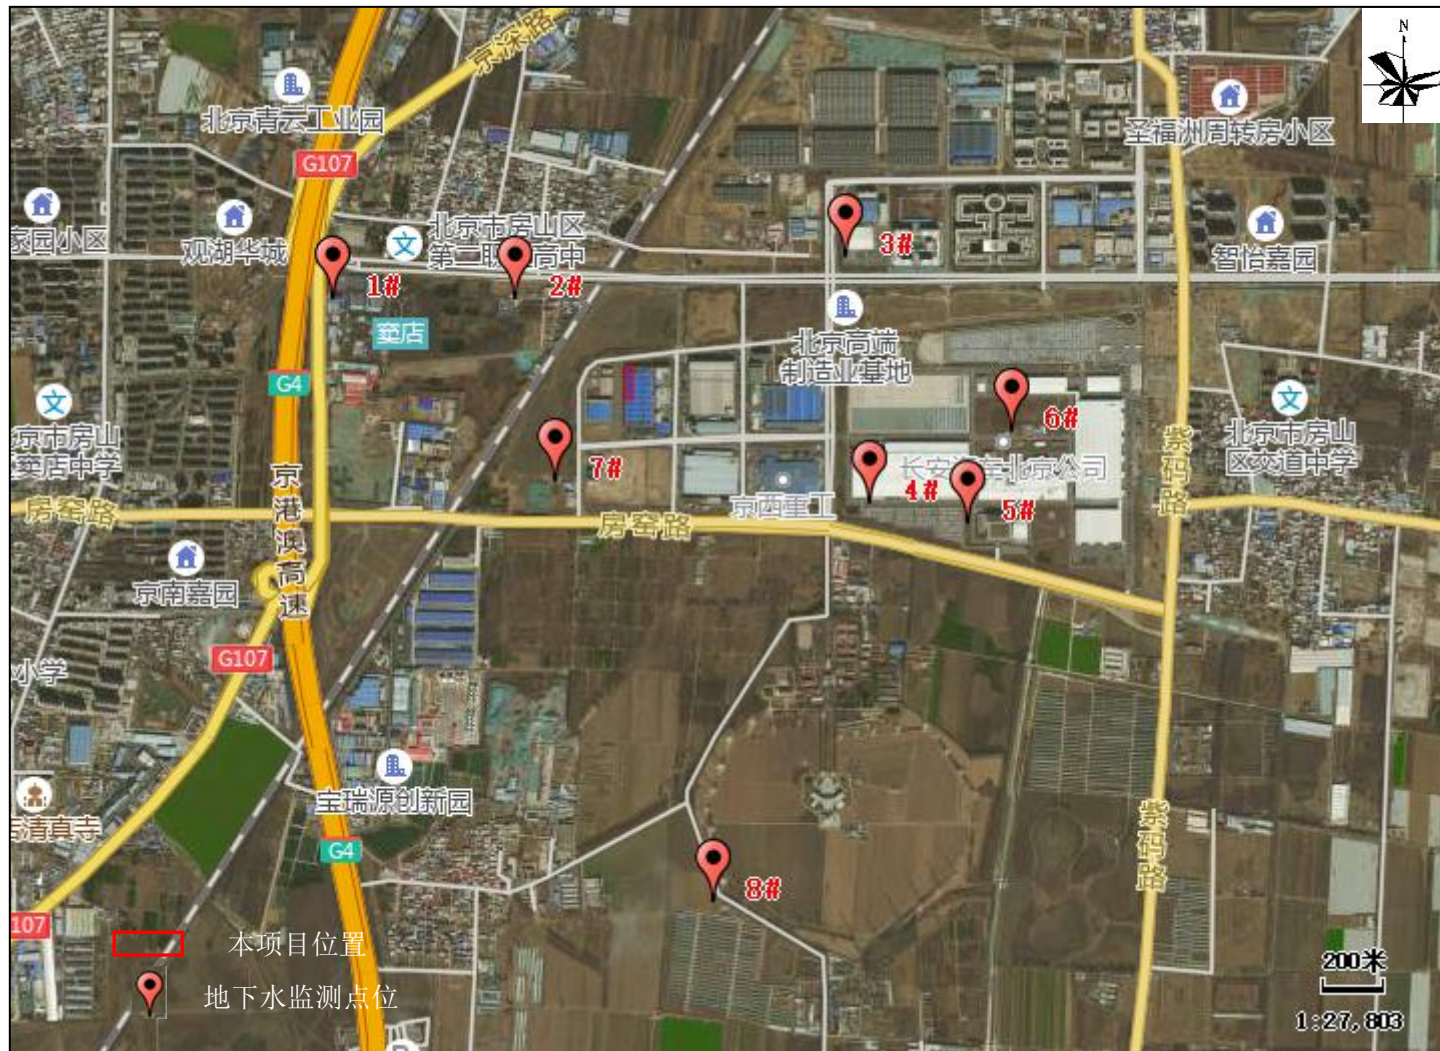 京深路
N
北京青云工业园
圣福洲周转房小区
G107
家园小区
观湖华城
北京市房山区
第二职 高中
3#
智怡嘉园
1#
2#
窦店
北京高端
制造业基地
G4
6#
京市房山
窦店中学
北京市房山
区交道中学
7#
长安汽车北京公司
4#
5#
京西重工
紫码路
房窑路
房窑路
京港澳高速
京南嘉园
G107
小学
宝瑞源创新园
清真寺
G4
紫码路
8#
107
本项目位置
地下水监测点位
200米
1:27,803